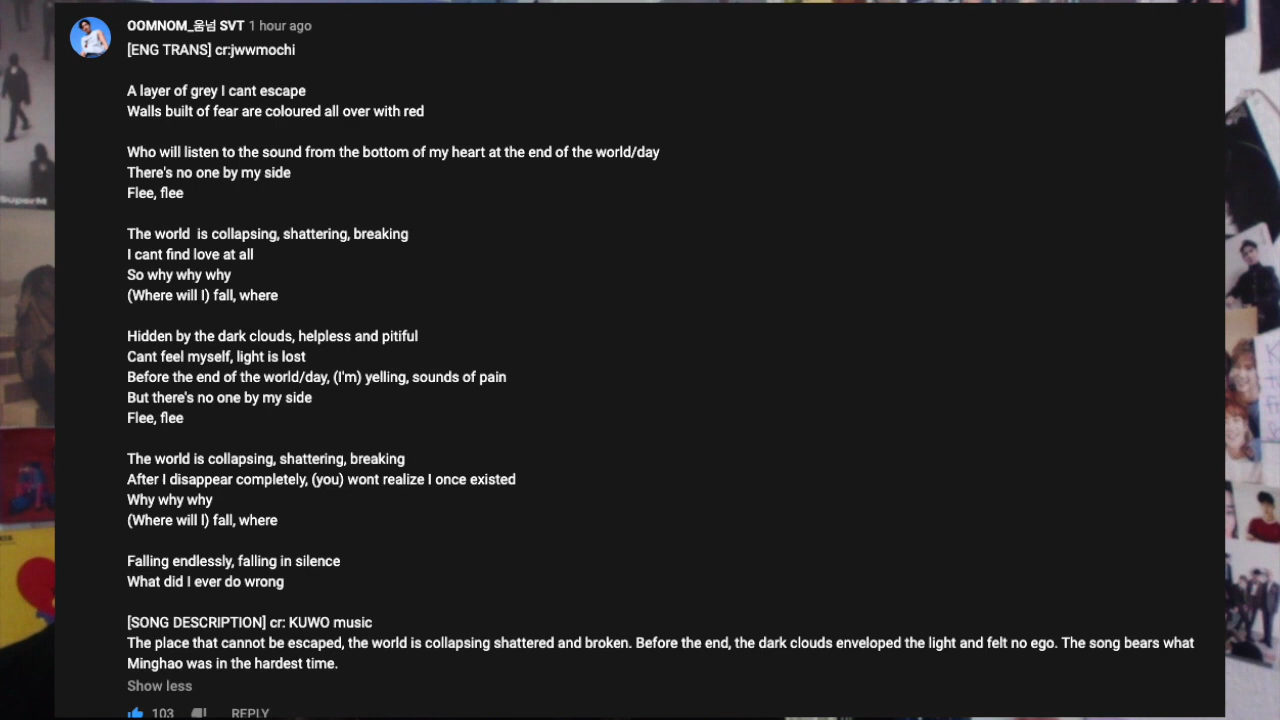 OOMNOM_움넘 SVT 1 hour ago
[ENG TRANS] cr:jwwmochi
A layer of grey I cant escape
Walls built of fear are coloured all over with red
Who will listen to the sound from the bottom of my heart at the end of the world/day
There's no one by my side
Flee, flee
The world is collapsing, shattering, breaking
I cant find love at all
So why why why
(Where will I) fall, where
Hidden by the dark clouds, helpless and pitiful
Cant feel myself, light is lost
Before the end of the world/day, (I'm) yelling, sounds of pain
But there's no one by my side
Flee, flee
The world is collapsing, shattering, breaking
After I disappear completely, (you) wont realize I once existed
Why why why
(Where will I) fall, where
Falling endlessly, falling in silence
What did I ever do wrong
[SONG DESCRIPTION] cr: KUWO music
The place that cannot be escaped, the world is collapsing shattered and broken. Before the end, the dark clouds enveloped the light and felt no ego. The song bears what
Minghao was in the hardest time.
Show less
103 REPLY
SuperM